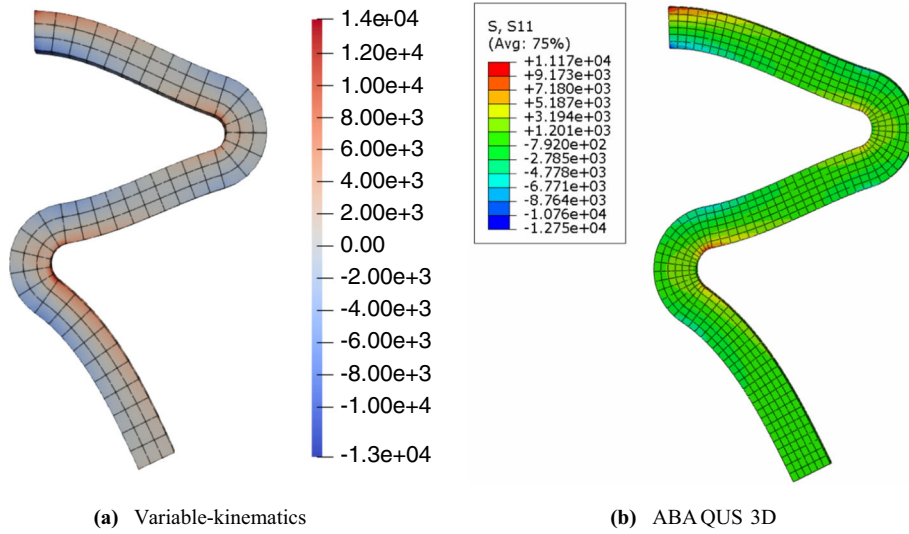 1.4e+04
1.00e+4
8.00e+3
6.00e+3
4.00e+3
2.00e+3
0.00
-2.00e+3
-4.00e+3
-6.00e+3
-8.00e+3
-1.00e+4
-1.3e+04
S, S11
(Avg: 75%)
+1.117e+04
+9.173e+03
+7.180e+03
+5.187e+03
+3.194e+03
+1.201e+03
-7.920e+02
-2.785e+03
-4.778e+03
-6.771e+03
-8.764e+03
-1.076e+04
-1.275e+04
(a) Variable-kinematics
(b) ABAQUS 3D